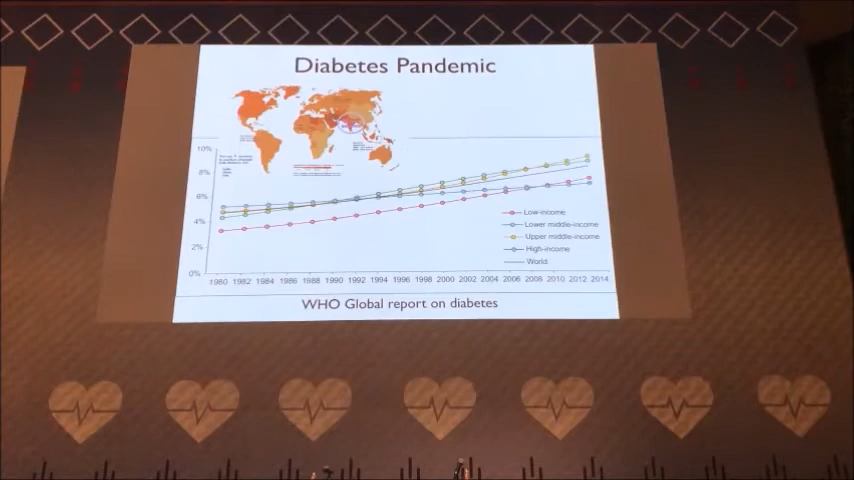 Diabetes Pandemic
10%
8%
6%
4%
2%
0%
Low-income
Lower middle-income
Upper middle-income
High-income
World
1980 1982 1984 1986 1988 1990 1992 1994 1996 1998 2000 2002 2004 2006 2008 2010 2012 2014
WHO Global report on diabetes